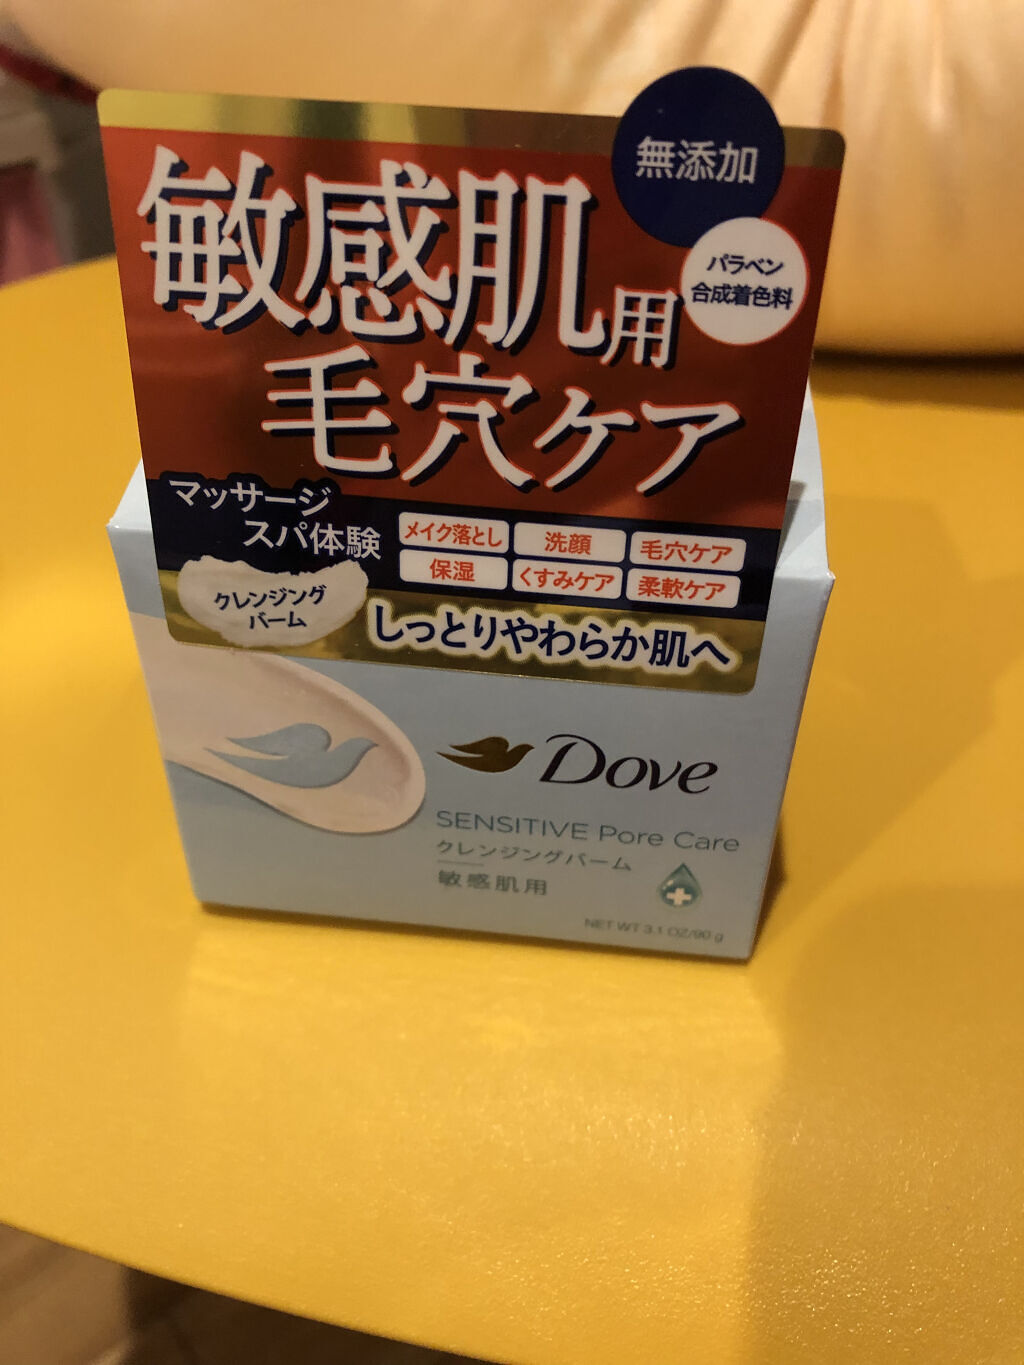 無添加
パラベン
合成着色料
敏感肌用
毛穴ケア
マッサージ
スパ体験
メイク落とし 洗顔 毛穴ケア
保湿 くすみケア 柔軟ケア
クレンジング
バーム
しっとりやわらか肌へ
Dove
SENSITIVE Pore Care
クレンジングバーム
敏感肌用
NET WT 3.1 OZ/90 g